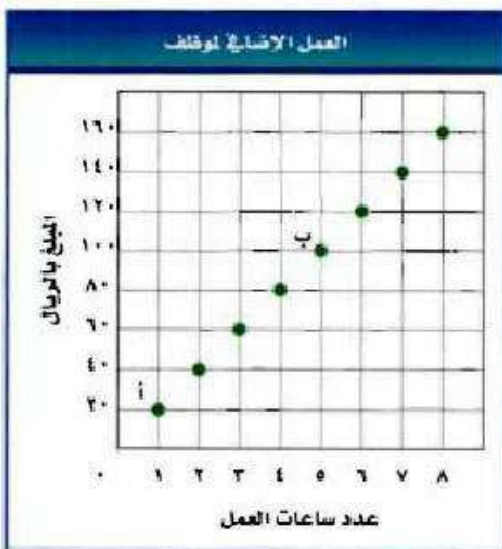 العمل الاضافي لموظف
المبلغ بالريال
١٦٠
١٤٠
١٢٠
ب
١٠٠
٨٠
٦٠
٤٠
أ
٢٠
٠ ١ ٢ ٣ ٤ ٥ ٦ ٧ ٨
عدد ساعات العمل